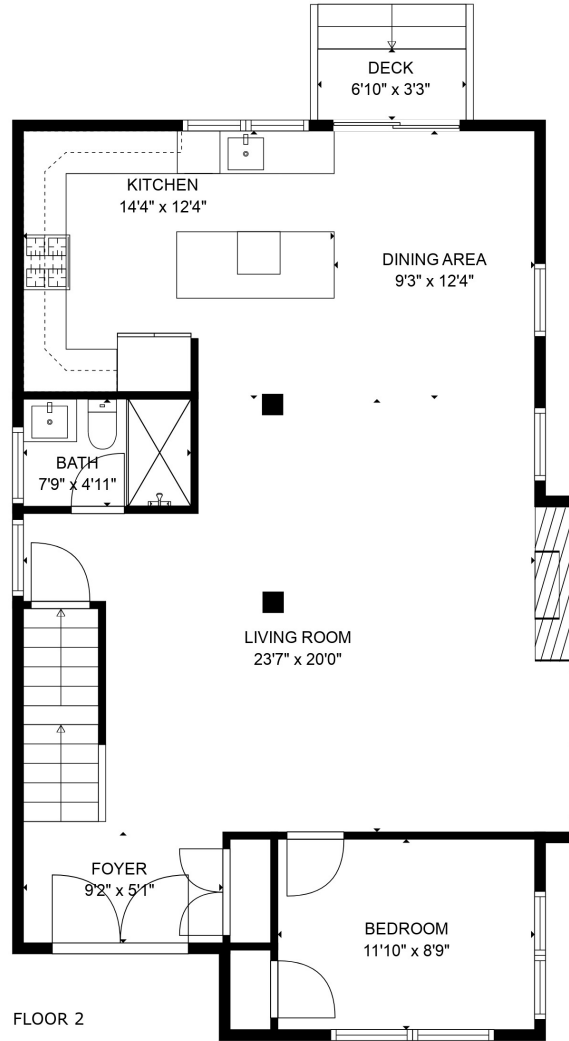 DECK
6'10" x 3'3"
KITCHEN
14'4" x 12'4"
DINING AREA
9'3" x 12'4"
BATH
7'9" x 4'11"
LIVING ROOM
23'7" x 20'0"
FOYER
9'2" x 5'1"
BEDROOM
11'10" x 8'9"
FLOOR 2